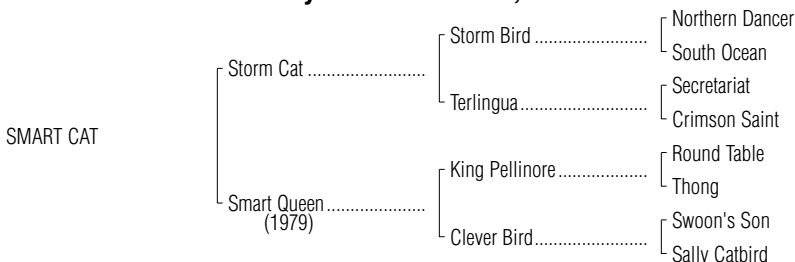 Northern Dancer
Storm Bird ..........................
South Ocean
Storm Cat ..........................
Secretariat
Terlingua..............................
Crimson Saint
SMART CAT
Round Table
King Pellinore.....................
Thong
Smart Queen......................
(1979)
Swoon's Son
Clever Bird..........................
Sally Catbird